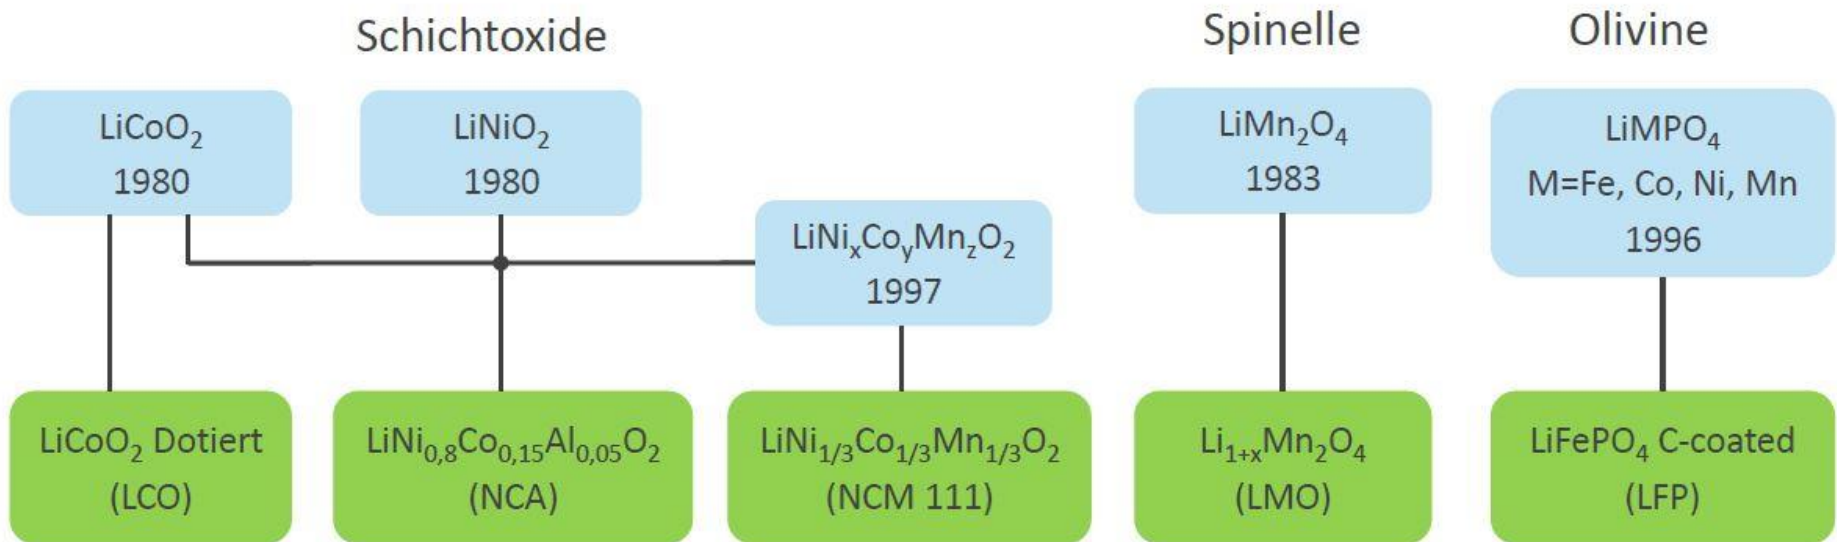 Schichtoxide
Spinelle
Olivine
LiCoO₂
1980
LiNiO₂
1980
LiNiₓCoᵧMn_zO₂
1997
LiMn₂O₄
1983
LiMPO₄
M=Fe, Co, Ni, Mn
1996
LiCoO₂ Dotiert
(LCO)
LiNi₀,₈Co₀,₁₅Al₀,₀₅O₂
(NCA)
LiNi₁/₃Co₁/₃Mn₁/₃O₂
(NCM 111)
Li₁₊ₓMn₂O₄
(LMO)
LiFePO₄ C-coated
(LFP)